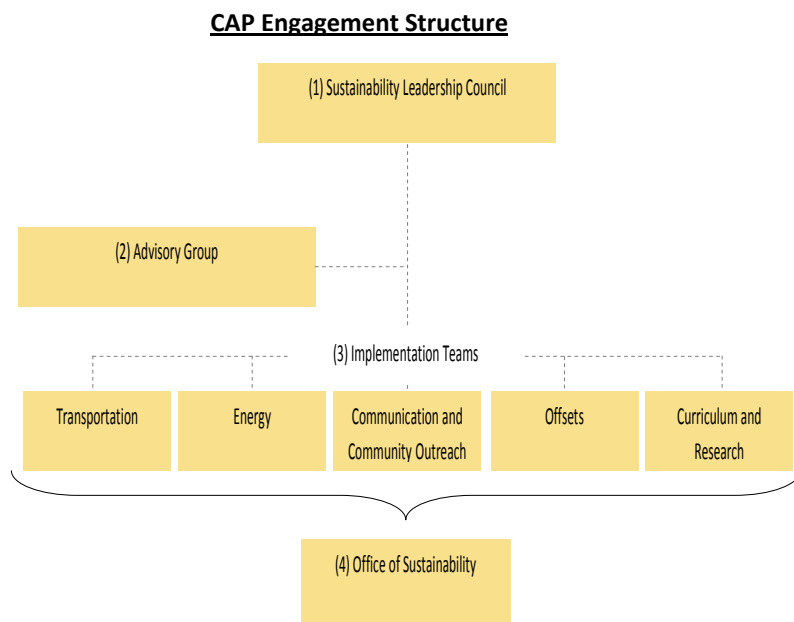 CAP Engagement Structure
(1) Sustainability Leadership Council
(2) Advisory Group
(3) Implementation Teams
Transportation
Energy
Communication and
Community Outreach
Offsets
Curriculum and
Research
(4) Office of Sustainability